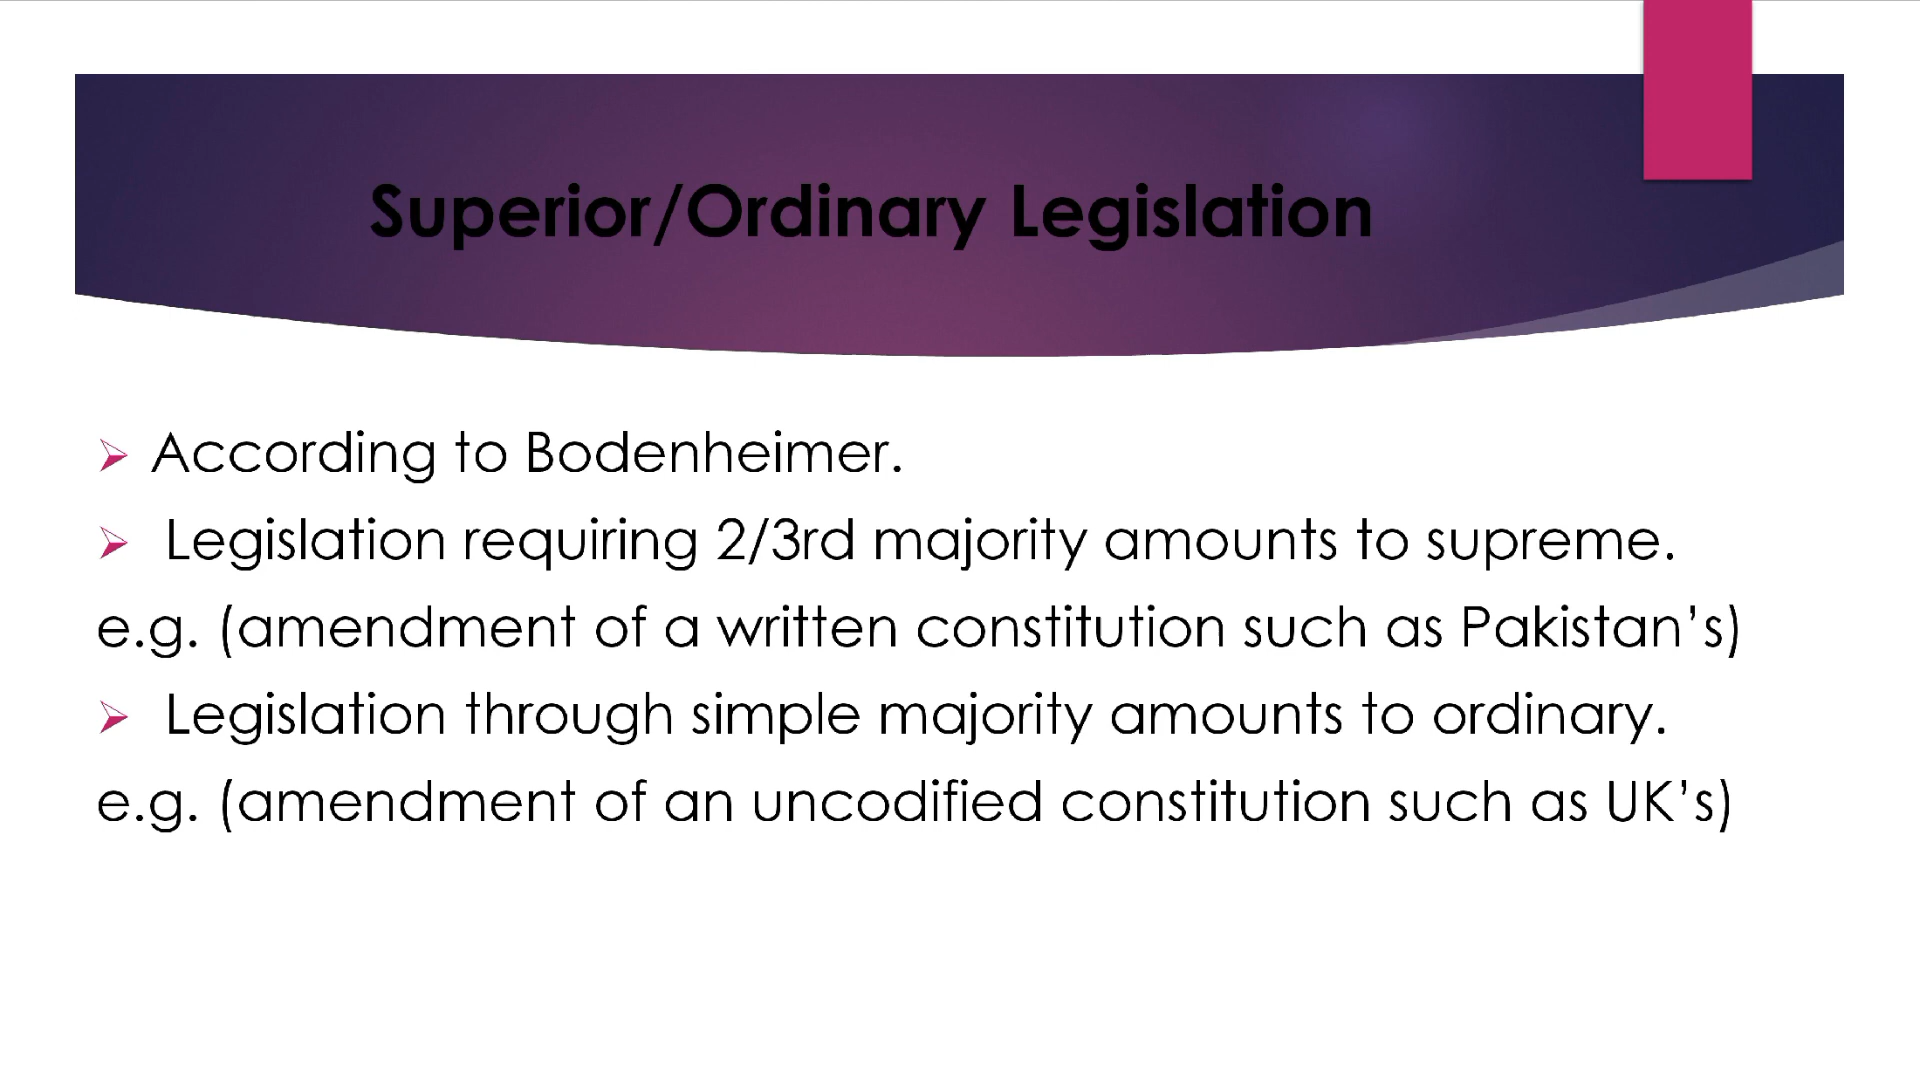 Superior/Ordinary Legislation
According to Bodenheimer.
Legislation requiring 2/3rd majority amounts to supreme.
e.g. (amendment of a written constitution such as Pakistan’s)
Legislation through simple majority amounts to ordinary.
e.g. (amendment of an uncodified constitution such as UK’s)